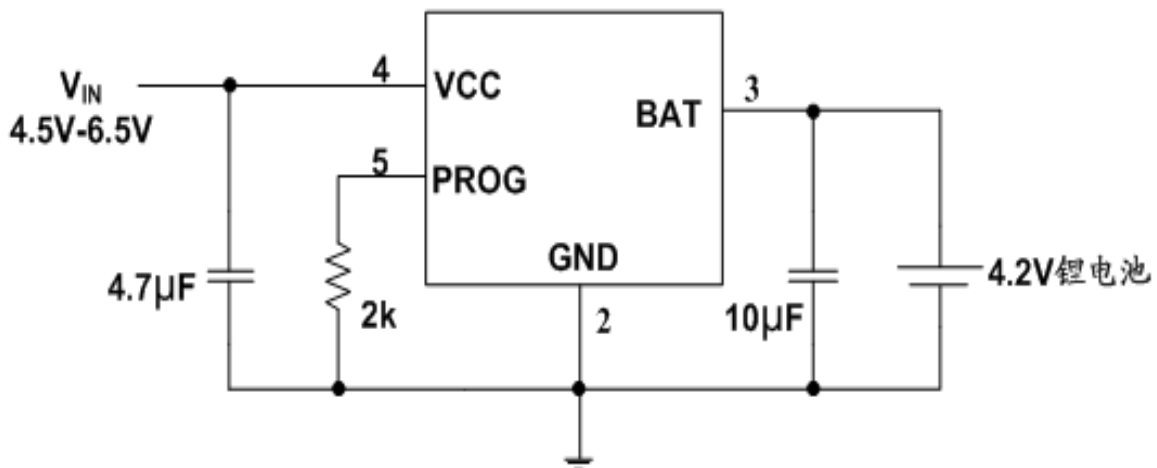 V_IN
4.5V-6.5V
4
VCC
5
PROG
BAT
3
GND
2
4.7µF
2k
10µF
4.2V锂电池